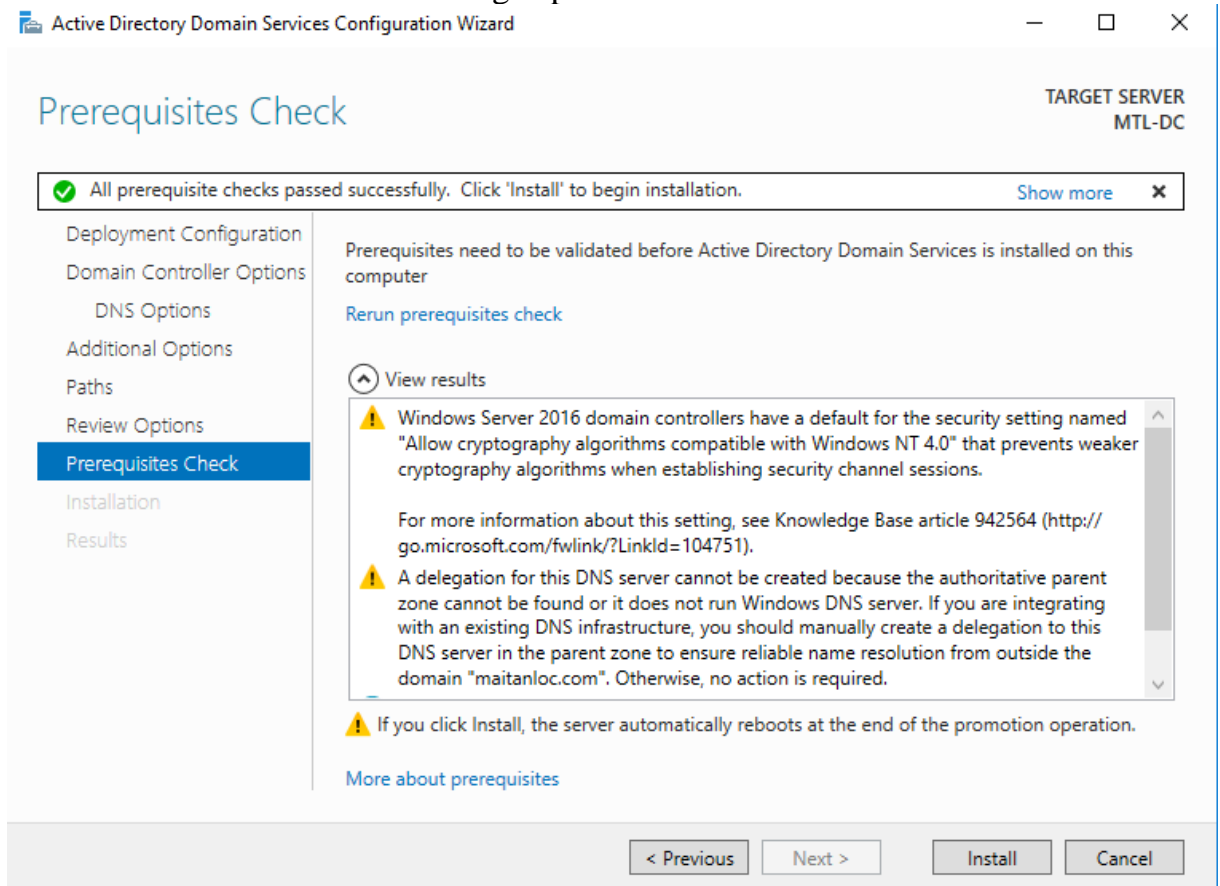 Active Directory Domain Services Configuration Wizard
Prerequisites Check
TARGET SERVER
MTL-DC
All prerequisite checks passed successfully.  Click 'Install' to begin installation.
Show more
Deployment Configuration
Domain Controller Options
DNS Options
Additional Options
Paths
Review Options
Prerequisites Check
Installation
Results
Prerequisites need to be validated before Active Directory Domain Services is installed on this
computer
Rerun prerequisites check
View results
Windows Server 2016 domain controllers have a default for the security setting named
"Allow cryptography algorithms compatible with Windows NT 4.0" that prevents weaker
cryptography algorithms when establishing security channel sessions.
For more information about this setting, see Knowledge Base article 942564 (http://
go.microsoft.com/fwlink/?LinkId=104751).
A delegation for this DNS server cannot be created because the authoritative parent
zone cannot be found or it does not run Windows DNS server. If you are integrating
with an existing DNS infrastructure, you should manually create a delegation to this
DNS server in the parent zone to ensure reliable name resolution from outside the
domain "maitanloc.com". Otherwise, no action is required.
If you click Install, the server automatically reboots at the end of the promotion operation.
More about prerequisites
< Previous
Next >
Install
Cancel